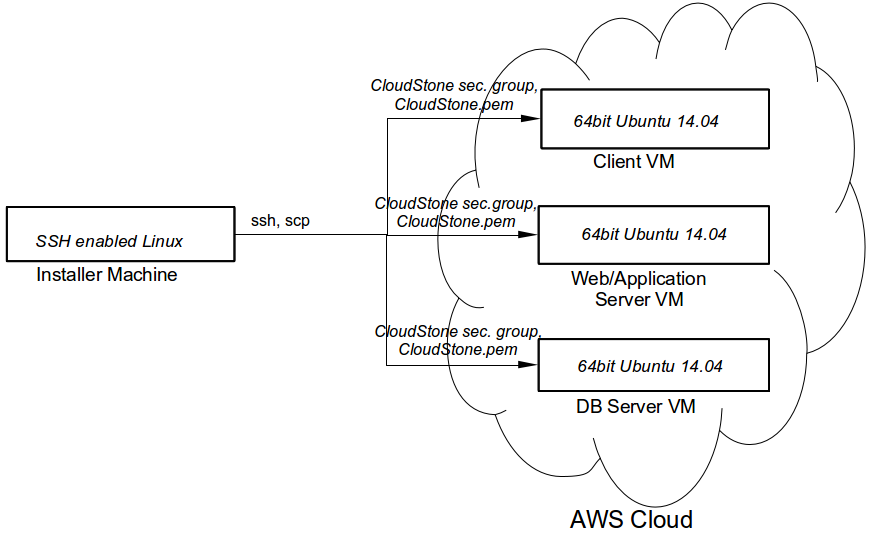 CloudStone sec. group,
CloudStone.pem
64bit Ubuntu 14.04
Client VM
CloudStone sec.group,
CloudStone.pem
ssh, scp
SSH enabled Linux
Installer Machine
64bit Ubuntu 14.04
Web/Application
Server VM
CloudStone sec. group,
CloudStone.pem
64bit Ubuntu 14.04
DB Server VM
AWS Cloud